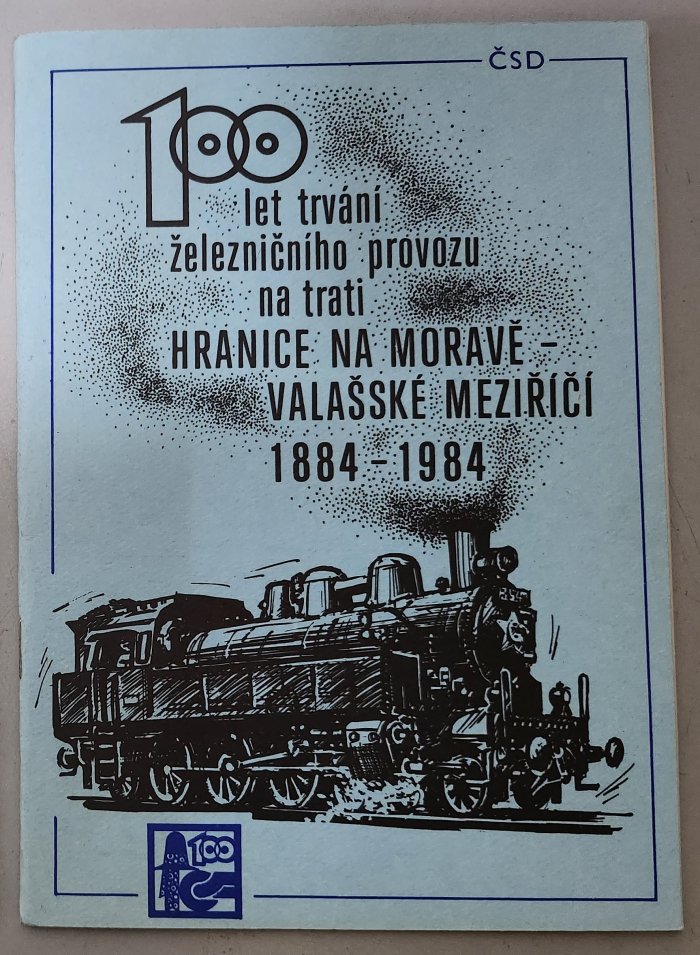 ČSD
100
let trvání
železničního provozu
na trati
HRANICE NA MORAVĚ -
VALAŠSKÉ MEZIŘÍČÍ
1884-1984
100